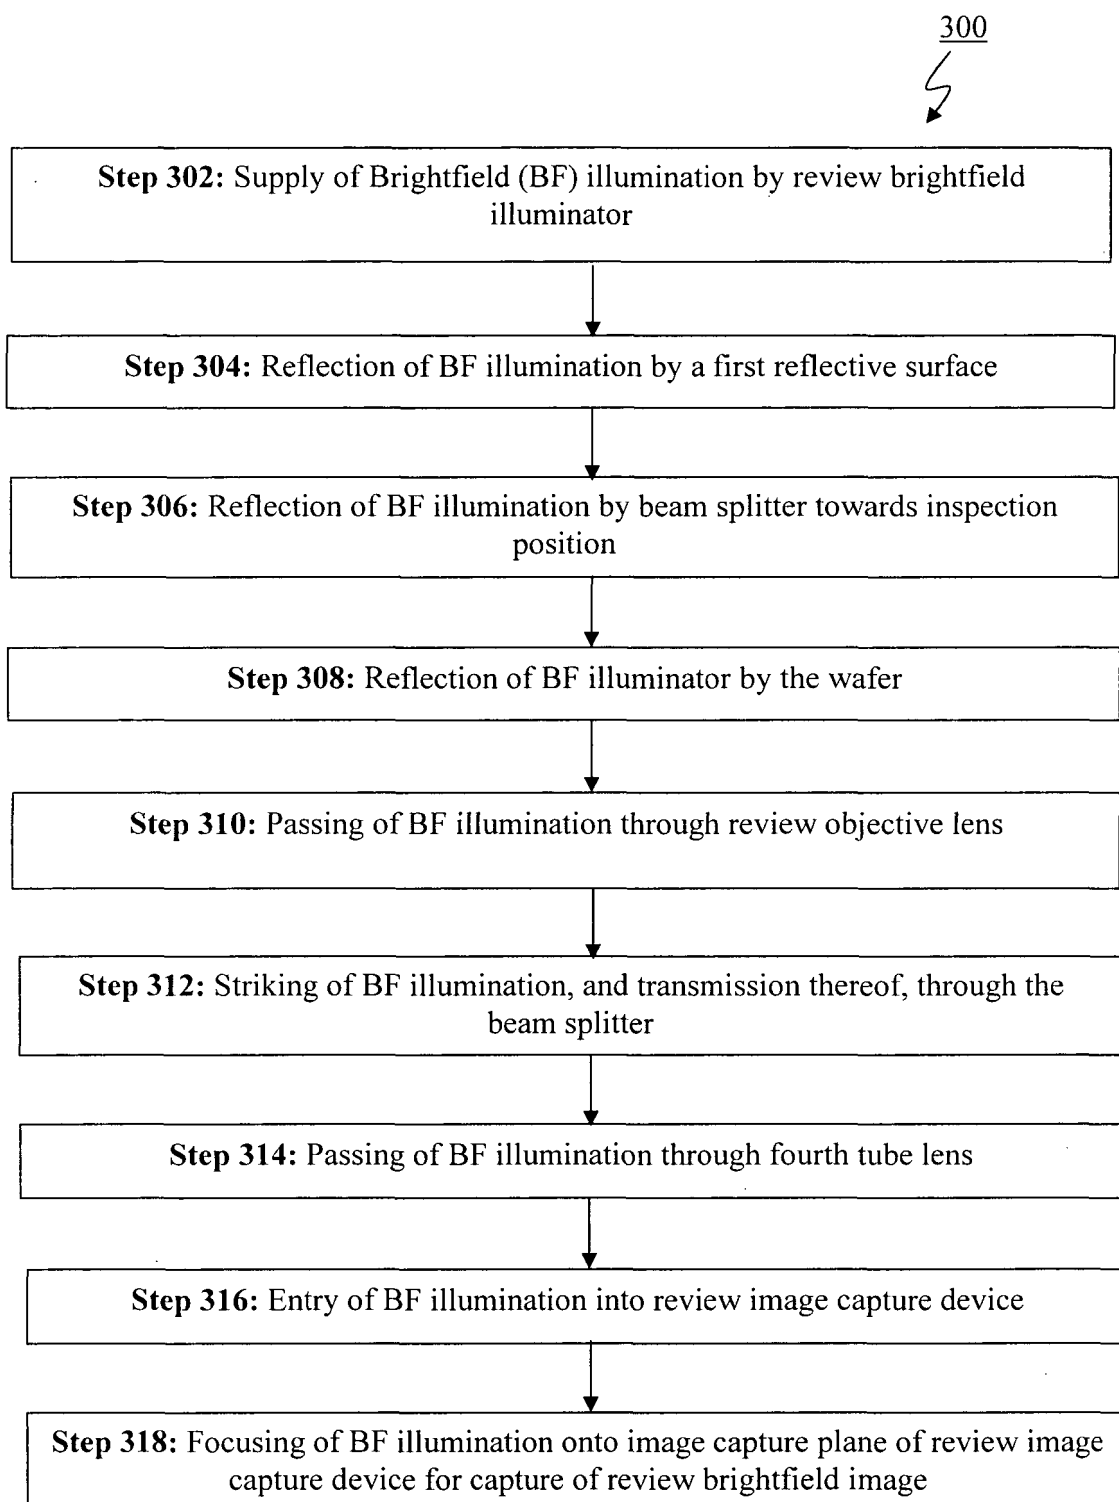 300
Step 302: Supply of Brightfield (BF) illumination by review brightfield
illuminator
Step 304: Reflection of BF illumination by a first reflective surface
Step 306: Reflection of BF illumination by beam splitter towards inspection
position
Step 308: Reflection of BF illuminator by the wafer
Step 310: Passing of BF illumination through review objective lens
Step 312: Striking of BF illumination, and transmission thereof, through the
beam splitter
Step 314: Passing of BF illumination through fourth tube lens
Step 316: Entry of BF illumination into review image capture device
Step 318: Focusing of BF illumination onto image capture plane of review image
capture device for capture of review brightfield image